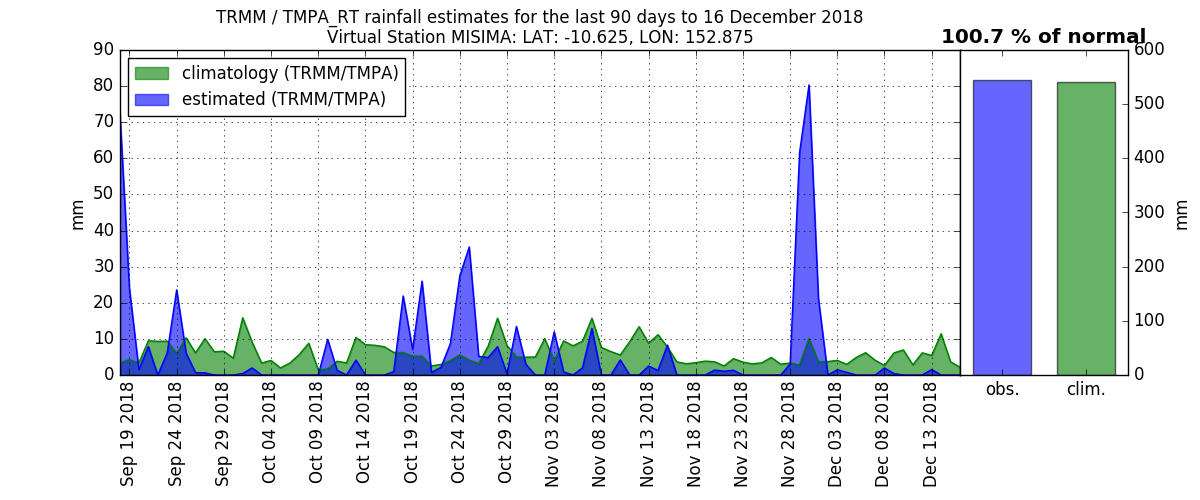 TRMM / TMPA_RT rainfall estimates for the last 90 days to 16 December 2018
Virtual Station MISIMA: LAT: -10.625, LON: 152.875
100.7 % of normal
climatology (TRMM/TMPA)
estimated (TRMM/TMPA)
mm
90
80
70
60
50
40
30
20
10
0
Sep 19 2018
Sep 24 2018
Sep 29 2018
Oct 04 2018
Oct 09 2018
Oct 14 2018
Oct 19 2018
Oct 24 2018
Oct 29 2018
Nov 03 2018
Nov 08 2018
Nov 13 2018
Nov 18 2018
Nov 23 2018
Nov 28 2018
Dec 03 2018
Dec 08 2018
Dec 13 2018
600
500
400
300
200
100
0
mm
obs.
clim.